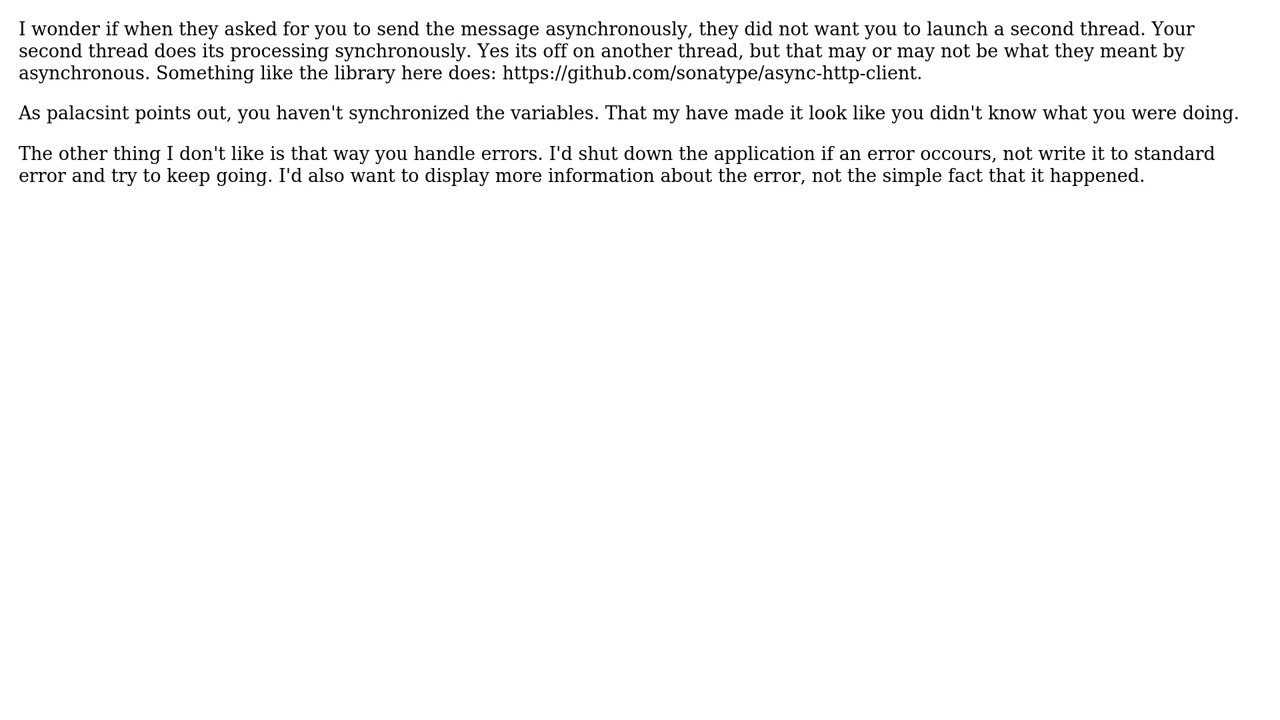 I wonder if when they asked for you to send the message asynchronously, they did not want you to launch a second thread. Your
second thread does its processing synchronously. Yes its off on another thread, but that may or may not be what they meant by
asynchronous. Something like the library here does: https://github.com/sonatype/async-http-client.
As palacsint points out, you haven't synchronized the variables. That my have made it look like you didn't know what you were doing.
The other thing I don't like is that way you handle errors. I'd shut down the application if an error occours, not write it to standard
error and try to keep going. I'd also want to display more information about the error, not the simple fact that it happened.